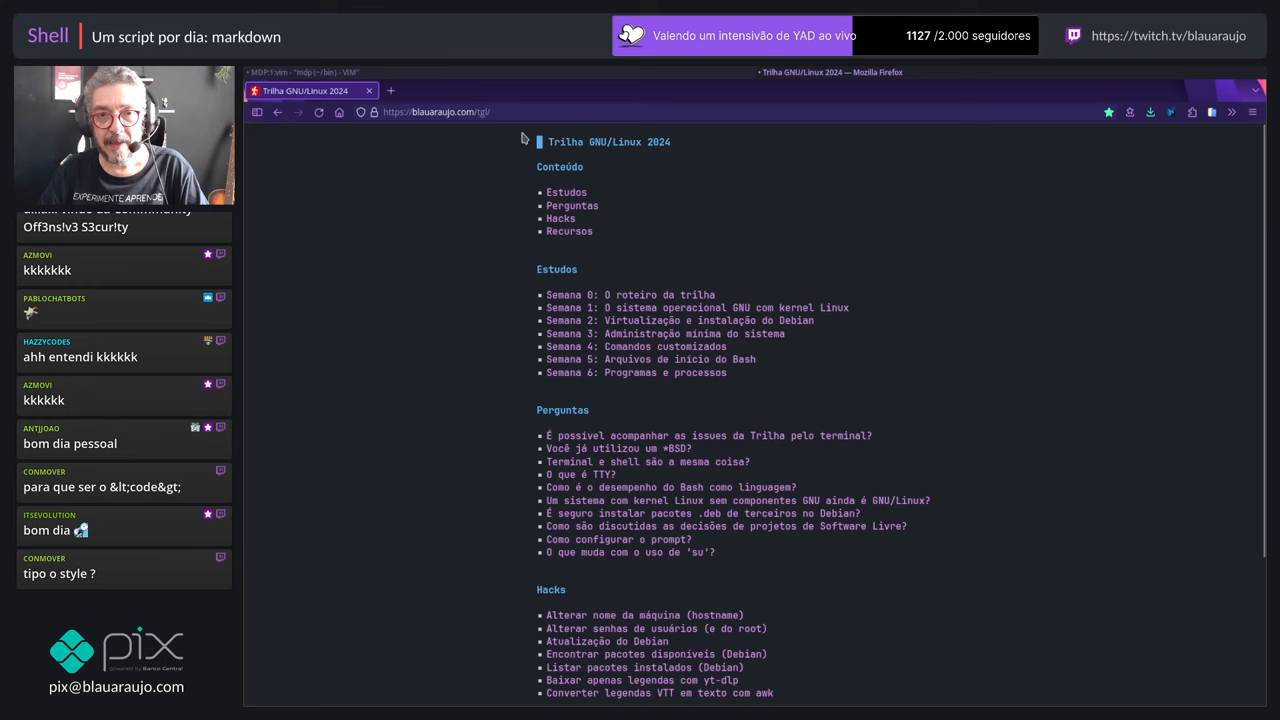 Shell
Um script por dia: markdown
Valendo um intensivão de YAD ao vivo
1127 /2.000 seguidores
https://twitch.tv/blauaraujo
EXPERIMENTE APRENDE
Off3ns!v3 S3cur!ty
AZMOVI
kkkkkkk
PABLOCHATBOTS
HAZZYCODES
ahh entendi kkkkkk
AZMOVI
kkkkkk
ANTJJOAO
bom dia pessoal
CONMOVER
para que ser o &lt;code&gt;
ITSEVOLUTION
bom dia
CONMOVER
tipo o style ?
pix
powered by Banco Central
pix@blauaraujo.com
• MDP:1:vim - "mdp (~/bin) - VIM"
• Trilha GNU/Linux 2024 — Mozilla Firefox
Trilha GNU/Linux 2024
https://blauaraujo.com/tgl/
Trilha GNU/Linux 2024
Conteúdo
▪ Estudos
▪ Perguntas
▪ Hacks
▪ Recursos
Estudos
▪ Semana 0: O roteiro da trilha
▪ Semana 1: O sistema operacional GNU com kernel Linux
▪ Semana 2: Virtualização e instalação do Debian
▪ Semana 3: Administração mínima do sistema
▪ Semana 4: Comandos customizados
▪ Semana 5: Arquivos de início do Bash
▪ Semana 6: Programas e processos
Perguntas
▪ É possível acompanhar as issues da Trilha pelo terminal?
▪ Você já utilizou um *BSD?
▪ Terminal e shell são a mesma coisa?
▪ O que é TTY?
▪ Como é o desempenho do Bash como linguagem?
▪ Um sistema com kernel Linux sem componentes GNU ainda é GNU/Linux?
▪ É seguro instalar pacotes .deb de terceiros no Debian?
▪ Como são discutidas as decisões de projetos de Software Livre?
▪ Como configurar o prompt?
▪ O que muda com o uso de 'su'?
Hacks
▪ Alterar nome da máquina (hostname)
▪ Alterar senhas de usuários (e do root)
▪ Atualização do Debian
▪ Encontrar pacotes disponíveis (Debian)
▪ Listar pacotes instalados (Debian)
▪ Baixar apenas legendas com yt-dlp
▪ Converter legendas VTT em texto com awk